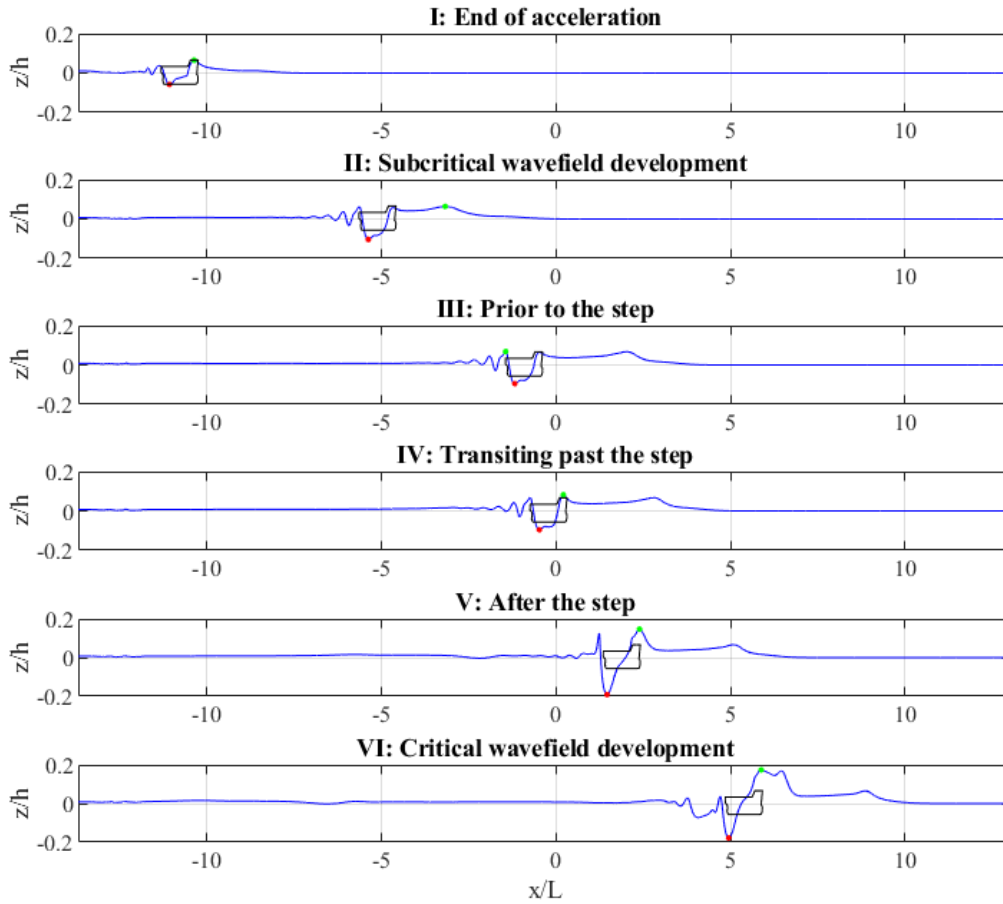 I: End of acceleration
0.2
0
-0.2
z/h
-10 -5 0 5 10
II: Subcritical wavefield development
0.2
0
-0.2
z/h
-10 -5 0 5 10
III: Prior to the step
0.2
0
-0.2
z/h
-10 -5 0 5 10
IV: Transiting past the step
0.2
0
-0.2
z/h
-10 -5 0 5 10
V: After the step
0.2
0
-0.2
z/h
-10 -5 0 5 10
VI: Critical wavefield development
0.2
0
-0.2
z/h
-10 -5 0 5 10
x/L